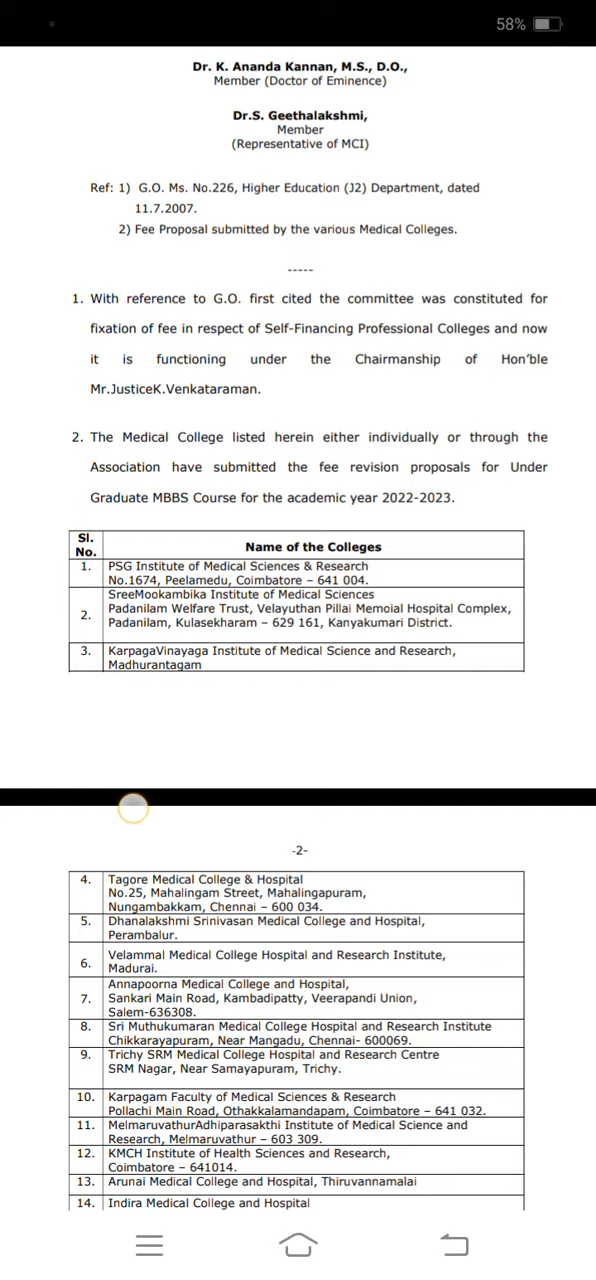 58%
Dr. K. Ananda Kannan, M.S., D.O.,
Member (Doctor of Eminence)
Dr.S. Geethalakshmi,
Member
(Representative of MCI)
Ref: 1) G.O. Ms. No.226, Higher Education (J2) Department, dated
11.7.2007.
2) Fee Proposal submitted by the various Medical Colleges.
-----
1. With reference to G.O. first cited the committee was constituted for
fixation of fee in respect of Self-Financing Professional Colleges and now
it is functioning under the Chairmanship of Hon'ble
Mr.JusticeK.Venkataraman.
2. The Medical College listed herein either individually or through the
Association have submitted the fee revision proposals for Under
Graduate MBBS Course for the academic year 2022-2023.
Sl. No. Name of the Colleges
1. PSG Institute of Medical Sciences & Research
No.1674, Peelamedu, Coimbatore – 641 004.
2. SreeMookambika Institute of Medical Sciences
Padanilam Welfare Trust, Velayuthan Pillai Memoial Hospital Complex,
Padanilam, Kulasekharam – 629 161, Kanyakumari District.
3. KarpagaVinayaga Institute of Medical Science and Research,
Madhurantagam
-2-
4. Tagore Medical College & Hospital
No.25, Mahalingam Street, Mahalingapuram,
Nungambakkam, Chennai – 600 034.
5. Dhanalakshmi Srinivasan Medical College and Hospital,
Perambalur.
6. Velammal Medical College Hospital and Research Institute,
Madurai.
7. Annapoorna Medical College and Hospital,
Sankari Main Road, Kambadipatty, Veerapandi Union,
Salem-636308.
8. Sri Muthukumaran Medical College Hospital and Research Institute
Chikkarayapuram, Near Mangadu, Chennai- 600069.
9. Trichy SRM Medical College Hospital and Research Centre
SRM Nagar, Near Samayapuram, Trichy.
10. Karpagam Faculty of Medical Sciences & Research
Pollachi Main Road, Othakkalamandapam, Coimbatore – 641 032.
11. MelmaruvathurAdhiparasakthi Institute of Medical Science and
Research, Melmaruvathur – 603 309.
12. KMCH Institute of Health Sciences and Research,
Coimbatore – 641014.
13. Arunai Medical College and Hospital, Thiruvannamalai
14. Indira Medical College and Hospital